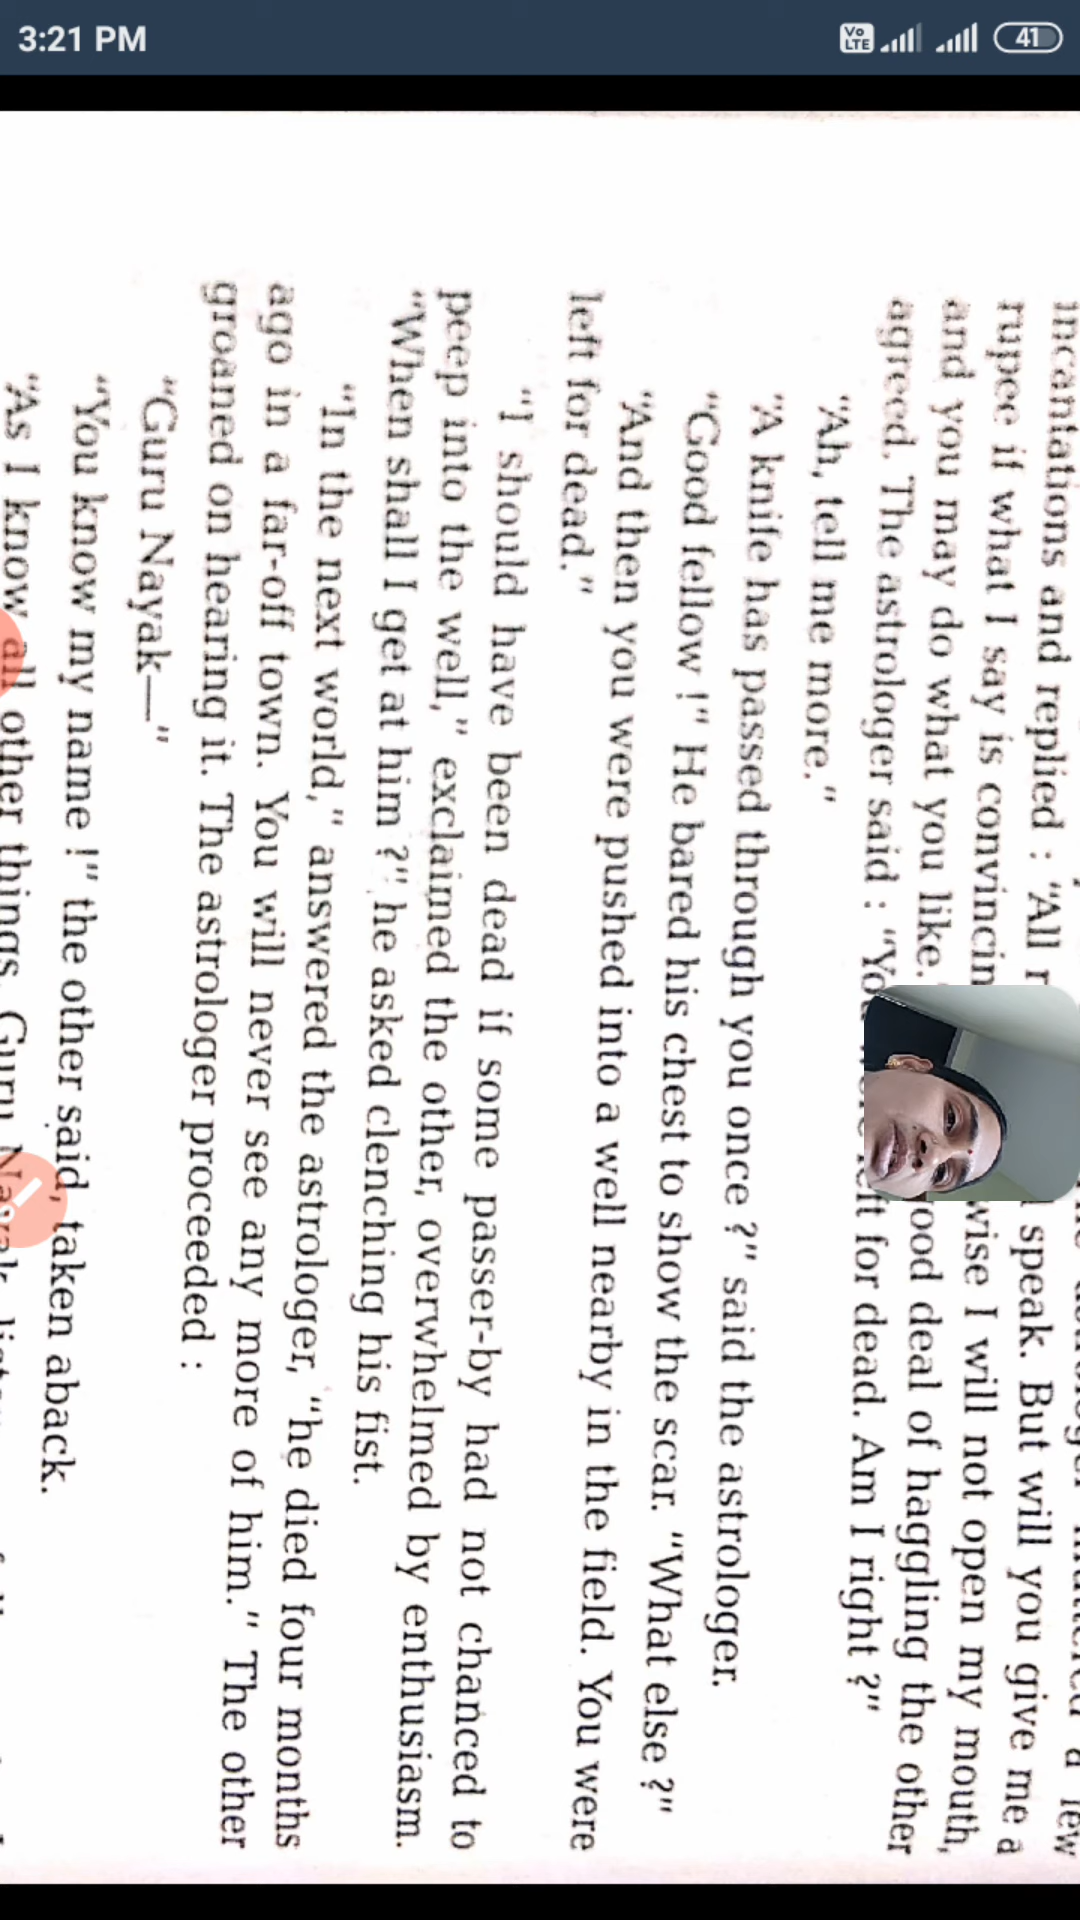 3:21 PM
Vo LTE
41
incantations and replied : "All speak. But will you give me a
rupee if what I say is wise I will not open my mouth,
and you may do what you like. deal of haggling the other
agreed. The astrologer said : for dead. Am I right ?"
"Ah, tell me more."
"A knife has passed through you once ?" said the astrologer.
"Good fellow !" He bared his chest to show the scar. "What else ?"
"And then you were pushed into a well nearby in the field. You were
left for dead."
"I should have been dead if some passer-by had not chanced to
peep into the well," exclaimed the other, overwhelmed by enthusiasm.
"When shall I get at him ?" he asked clenching his fist.
"In the next world," answered the astrologer, "he died four months
ago in a far-off town. You will never see any more of him." The other
groaned on hearing it. The astrologer proceeded :
"Guru Nayak—"
"You know my name !" the other said, taken aback.
"As I know all other things. Guru